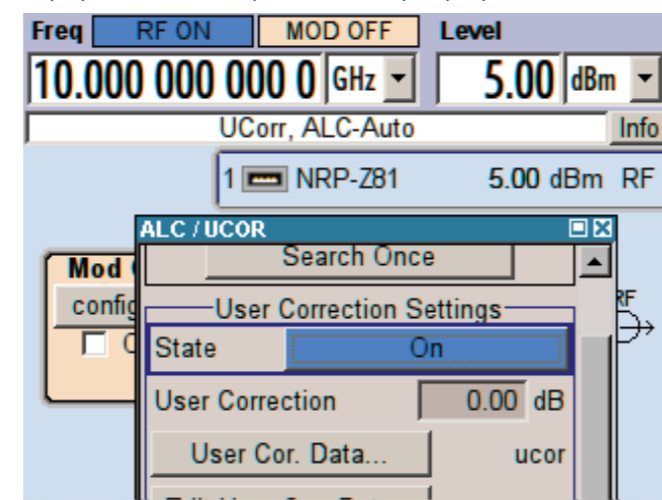 Freq RF ON MOD OFF Level
10.000 000 000 0 GHz 5.00 dBm
UCorr, ALC-Auto Info
1 NRP-Z81 5.00 dBm RF
ALC / UCOR
Search Once
Mod
config
User Correction Settings
RF
State On
User Correction 0.00 dB
User Cor. Data... ucor